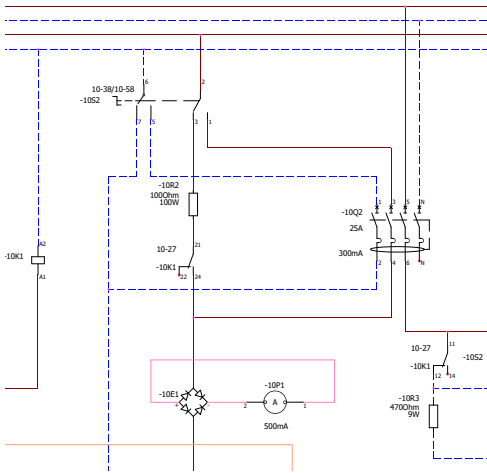 6
2
10-38/10-58
-10S2
7
5
3
1
-10R2
100Ohm
100W
1
3
5
N
-10Q2
25A
300mA
2
4
6
N
10-27
21
-10K1
22
24
A2
-10K1
A1
11
10-27
-10S2
-10K1
12
14
-10E1
-10P1
A
2
1
500mA
-10R3
470Ohm
9W